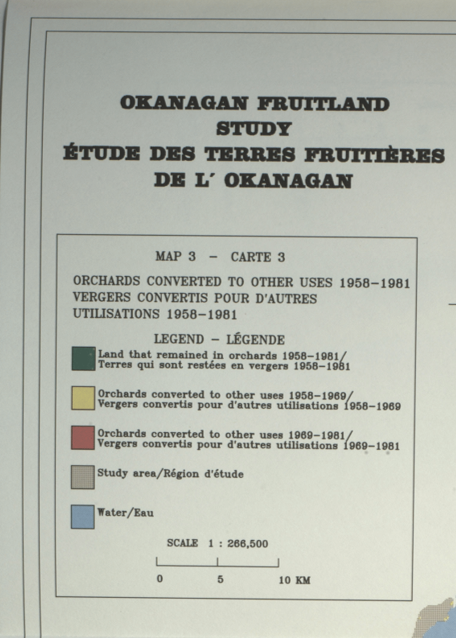 OKANAGAN FRUITLAND
STUDY
ÉTUDE DES TERRES FRUITIÈRES
DE L' OKANAGAN
MAP 3 — CARTE 3
ORCHARDS CONVERTED TO OTHER USES 1958-1981
VERGERS CONVERTIS POUR D'AUTRES
UTILISATIONS 1958-1981
LEGEND - LÉGENDE
Land that remained in orchards 1958-1981/
Terres qui sont restées en vergers 1958-1981
Orchards converted to other uses 1958-1969/
Vergers convertis pour d'autres utilisations 1958-1969
Orchards converted to other uses 1969-1981/
Vergers convertis pour d'autres utilisations 1969-1981
Study area/Région d'étude
Water/Eau
SCALE 1 : 266,500
0 5 10 KM